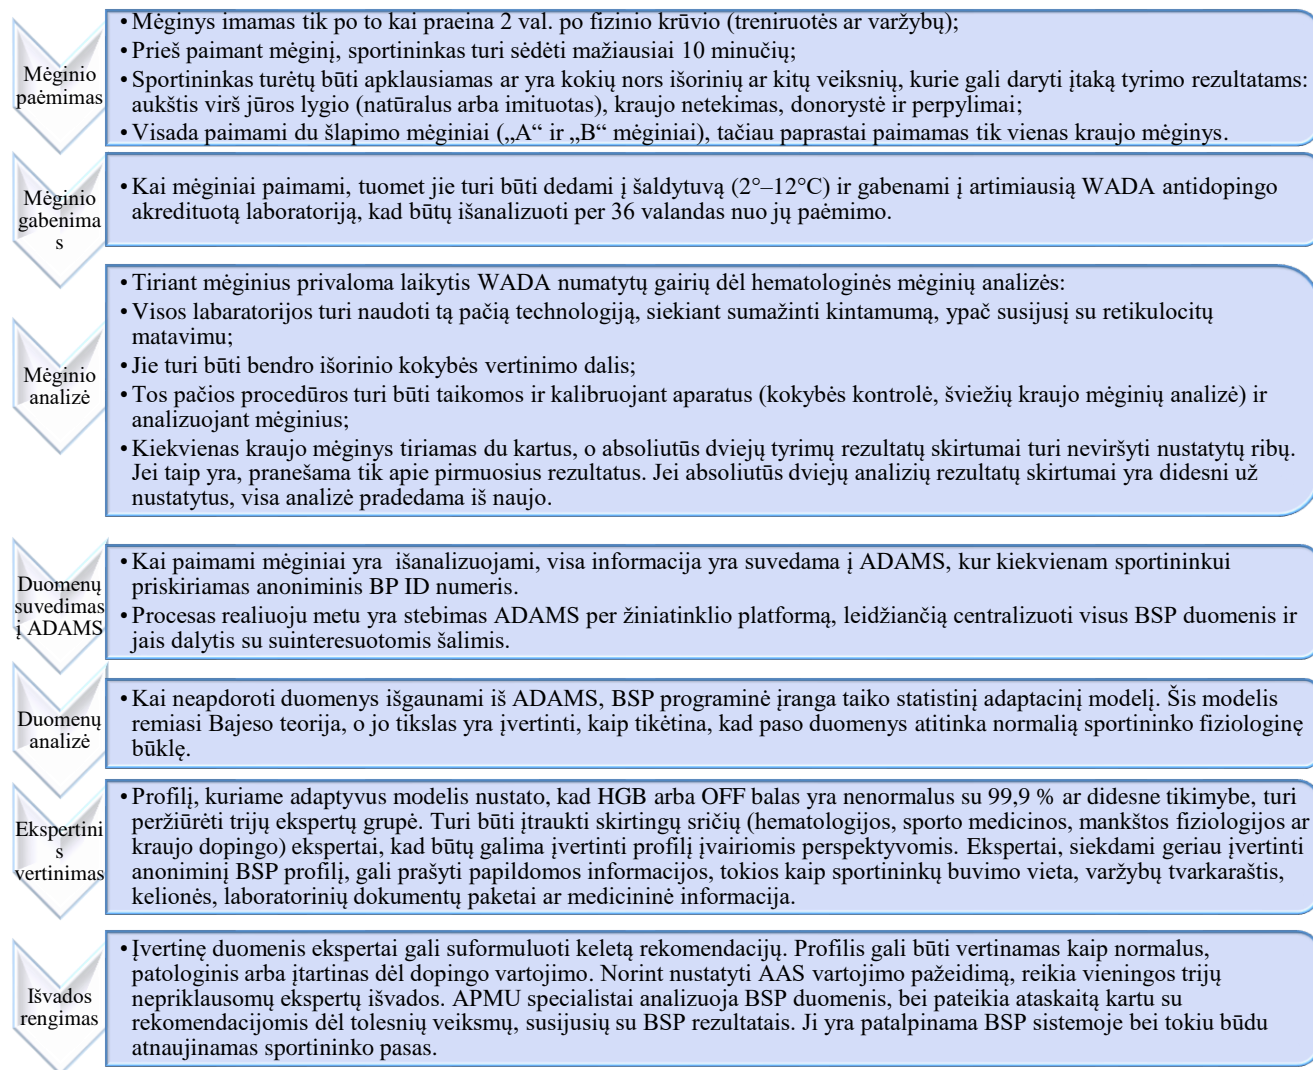 Mėginio
paėmimas
• Mėginys imamas tik po to kai praeina 2 val. po fizinio krūvio (treniruotės ar varžybų);
• Prieš paimant mėginį, sportininkas turi sėdėti mažiausiai 10 minučių;
• Sportininkas turėtų būti apklausiamas ar yra kokių nors išorinių ar kitų veiksnių, kurie gali daryti įtaką tyrimo rezultatams:
aukštis virš jūros lygio (natūralus arba imituotas), kraujo netekimas, donorystė ir perpylimai;
• Visada paimami du šlapimo mėginiai („A“ ir „B“ mėginiai), tačiau paprastai paimamas tik vienas kraujo mėginys.
Mėginio
gabenima
s
• Kai mėginiai paimami, tuomet jie turi būti dedami į šaldytuvą (2°–12°C) ir gabenami į artimiausią WADA antidopingo
akredituotą laboratoriją, kad būtų išanalizuoti per 36 valandas nuo jų paėmimo.
Mėginio
analizė
• Tiriant mėginius privaloma laikytis WADA numatytų gairių dėl hematologinės mėginių analizės:
• Visos labaratorijos turi naudoti tą pačią technologiją, siekiant sumažinti kintamumą, ypač susijusį su retikulocitų
matavimu;
• Jie turi būti bendro išorinio kokybės vertinimo dalis;
• Tos pačios procedūros turi būti taikomos ir kalibruojant aparatus (kokybės kontrolė, šviežių kraujo mėginių analizė) ir
analizuojant mėginius;
• Kiekvienas kraujo mėginys tiriamas du kartus, o absoliutūs dviejų tyrimų rezultatų skirtumai turi neviršyti nustatytų ribų.
Jei taip yra, pranešama tik apie pirmuosius rezultatus. Jei absoliutūs dviejų analizių rezultatų skirtumai yra didesni už
nustatytus, visa analizė pradedama iš naujo.
Duomenų
suvedimas
į ADAMS
• Kai paimami mėginiai yra išanalizuojami, visa informacija yra suvedama į ADAMS, kur kiekvienam sportininkui
priskiriamas anoniminis BP ID numeris.
• Procesas realiuoju metu yra stebimas ADAMS per žiniatinklio platformą, leidžiančią centralizuoti visus BSP duomenis ir
jais dalytis su suinteresuotomis šalimis.
Duomenų
analizė
• Kai neapdoroti duomenys išgaunami iš ADAMS, BSP programinė įranga taiko statistinį adaptacinį modelį. Šis modelis
remiasi Bajeso teorija, o jo tikslas yra įvertinti, kaip tikėtina, kad paso duomenys atitinka normalią sportininko fiziologinę
būklę.
Ekspertini
s
vertinimas
• Profilį, kuriame adaptyvus modelis nustato, kad HGB arba OFF balas yra nenormalus su 99,9 % ar didesne tikimybe, turi
peržiūrėti trijų ekspertų grupė. Turi būti įtraukti skirtingų sričių (hematologijos, sporto medicinos, mankštos fiziologijos ar
kraujo dopingo) ekspertai, kad būtų galima įvertinti profilį įvairiomis perspektyvomis. Ekspertai, siekdami geriau įvertinti
anoniminį BSP profilį, gali prašyti papildomos informacijos, tokios kaip sportininkų buvimo vieta, varžybų tvarkaraštis,
kelionės, laboratorinių dokumentų paketai ar medicininė informacija.
Išvados
rengimas
• Įvertinę duomenis ekspertai gali suformuluoti keletą rekomendacijų. Profilis gali būti vertinamas kaip normalus,
patologinis arba įtartinas dėl dopingo vartojimo. Norint nustatyti AAS vartojimo pažeidimą, reikia vieningos trijų
nepriklausomų ekspertų išvados. APMU specialistai analizuoja BSP duomenis, bei pateikia ataskaitą kartu su
rekomendacijomis dėl tolesnių veiksmų, susijusių su BSP rezultatais. Ji yra patalpinama BSP sistemoje bei tokiu būdu
atnaujinamas sportininko pasas.